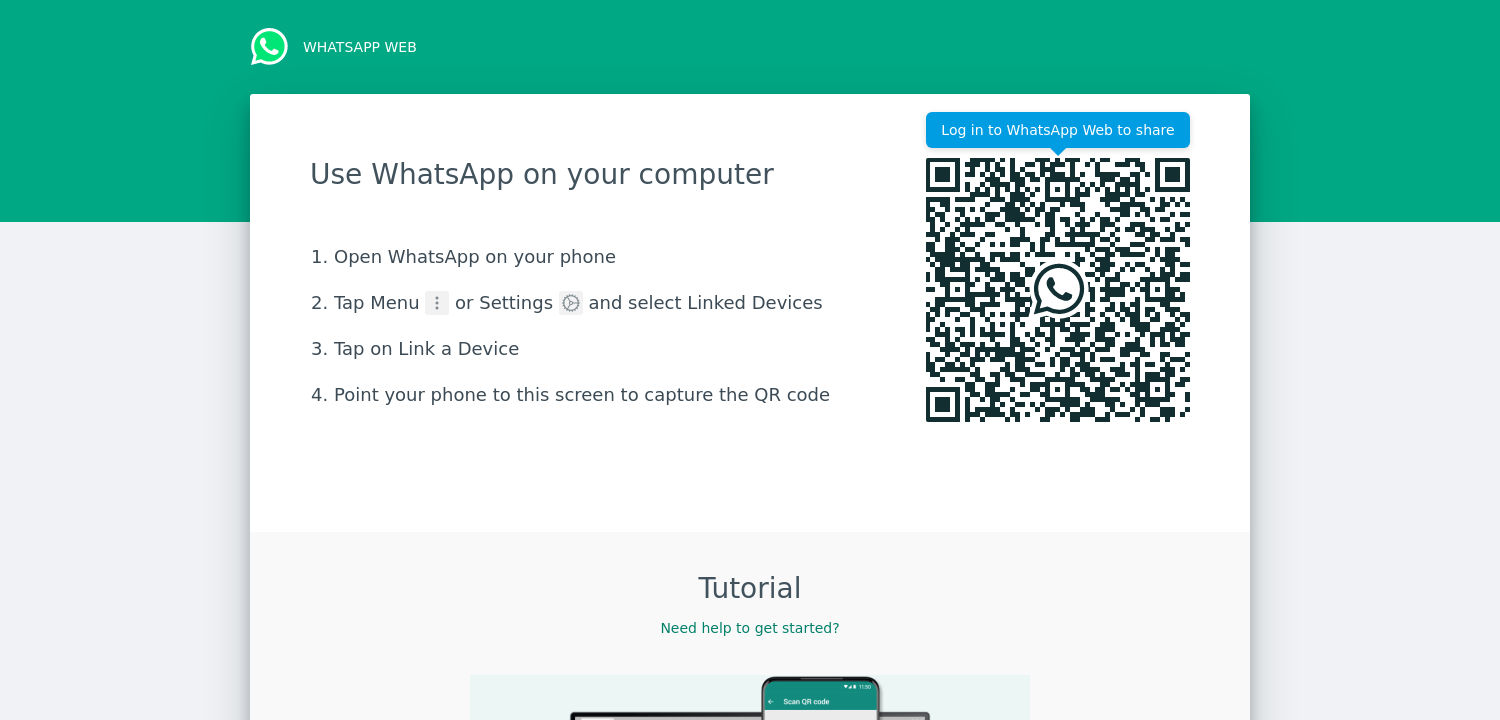 WHATSAPP WEB
Log in to WhatsApp Web to share
Use WhatsApp on your computer
1. Open WhatsApp on your phone
2. Tap Menu or Settings and select Linked Devices
3. Tap on Link a Device
4. Point your phone to this screen to capture the QR code
Tutorial
Need help to get started?
11:50
Scan QR code